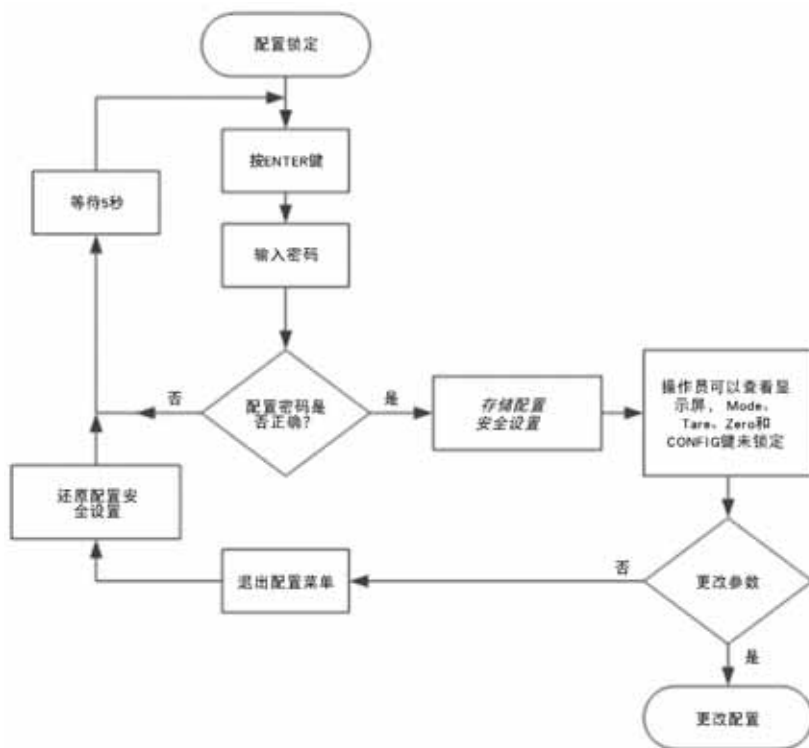 配置锁定
按ENTER键
等待5秒
输入密码
否
配置密码是
否正确？
是
存储配置
安全设置
操作员可以查看显
示屏，Mode、
Tare、Zero和
CONFIG键未锁定
还原配置安
全设置
退出配置菜单
否
更改参数
是
更改配置